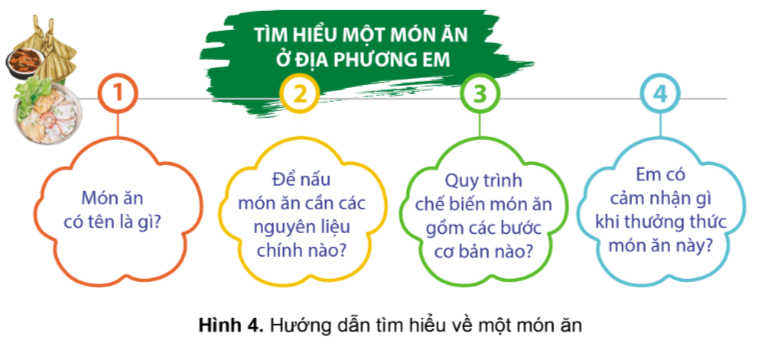 TÌM HIỂU MỘT MÓN ĂN
Ở ĐỊA PHƯƠNG EM
1
2
3
4
Món ăn
có tên là gì?
Để nấu
món ăn cần các
nguyên liệu
chính nào?
Quy trình
chế biến món ăn
gồm các bước
cơ bản nào?
Em có
cảm nhận gì
khi thưởng thức
món ăn này?
Hình 4. Hướng dẫn tìm hiểu về một món ăn